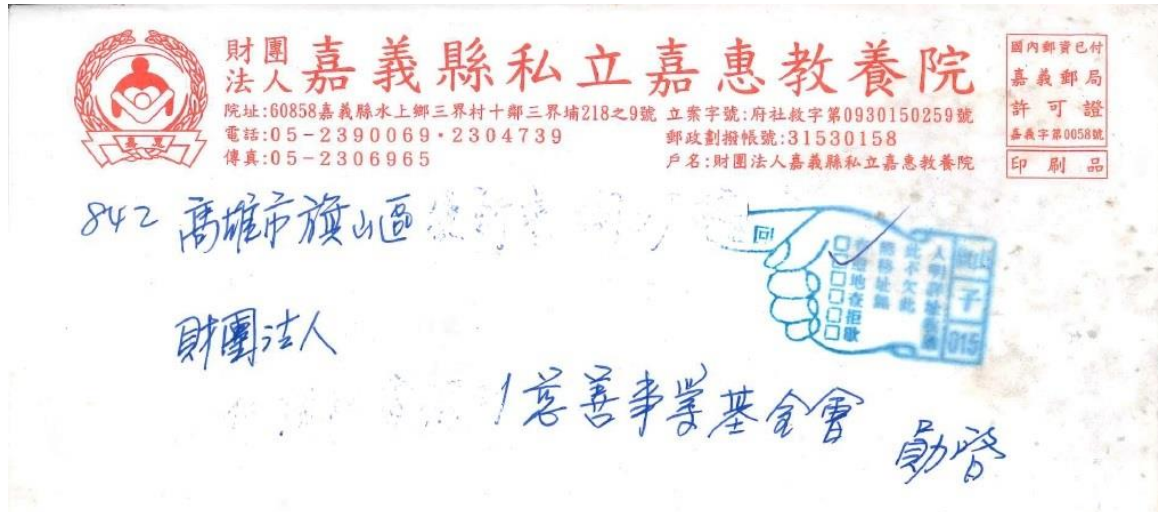 財團法人嘉義縣私立嘉惠教養院
院址:60858嘉義縣水上鄉三界村十鄰三界埔218之9號 立案字號:府社救字第0930150259號
電話:05-2390069·2304739 郵政劃撥帳號:31530158
傳真:05-2306965 戶名:財團法人嘉義縣私立嘉惠教養院
嘉惠
國內郵資已付
嘉義郵局
許可證
嘉義字第0058號
印刷品
842 高雄市旗山區
回
子
015
財團法人
慈善事業基金會
勛啓